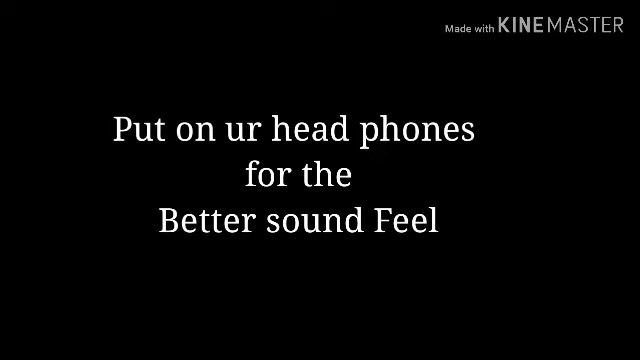 Made with KINEMASTER
Put on ur head phones
for the
Better sound Feel